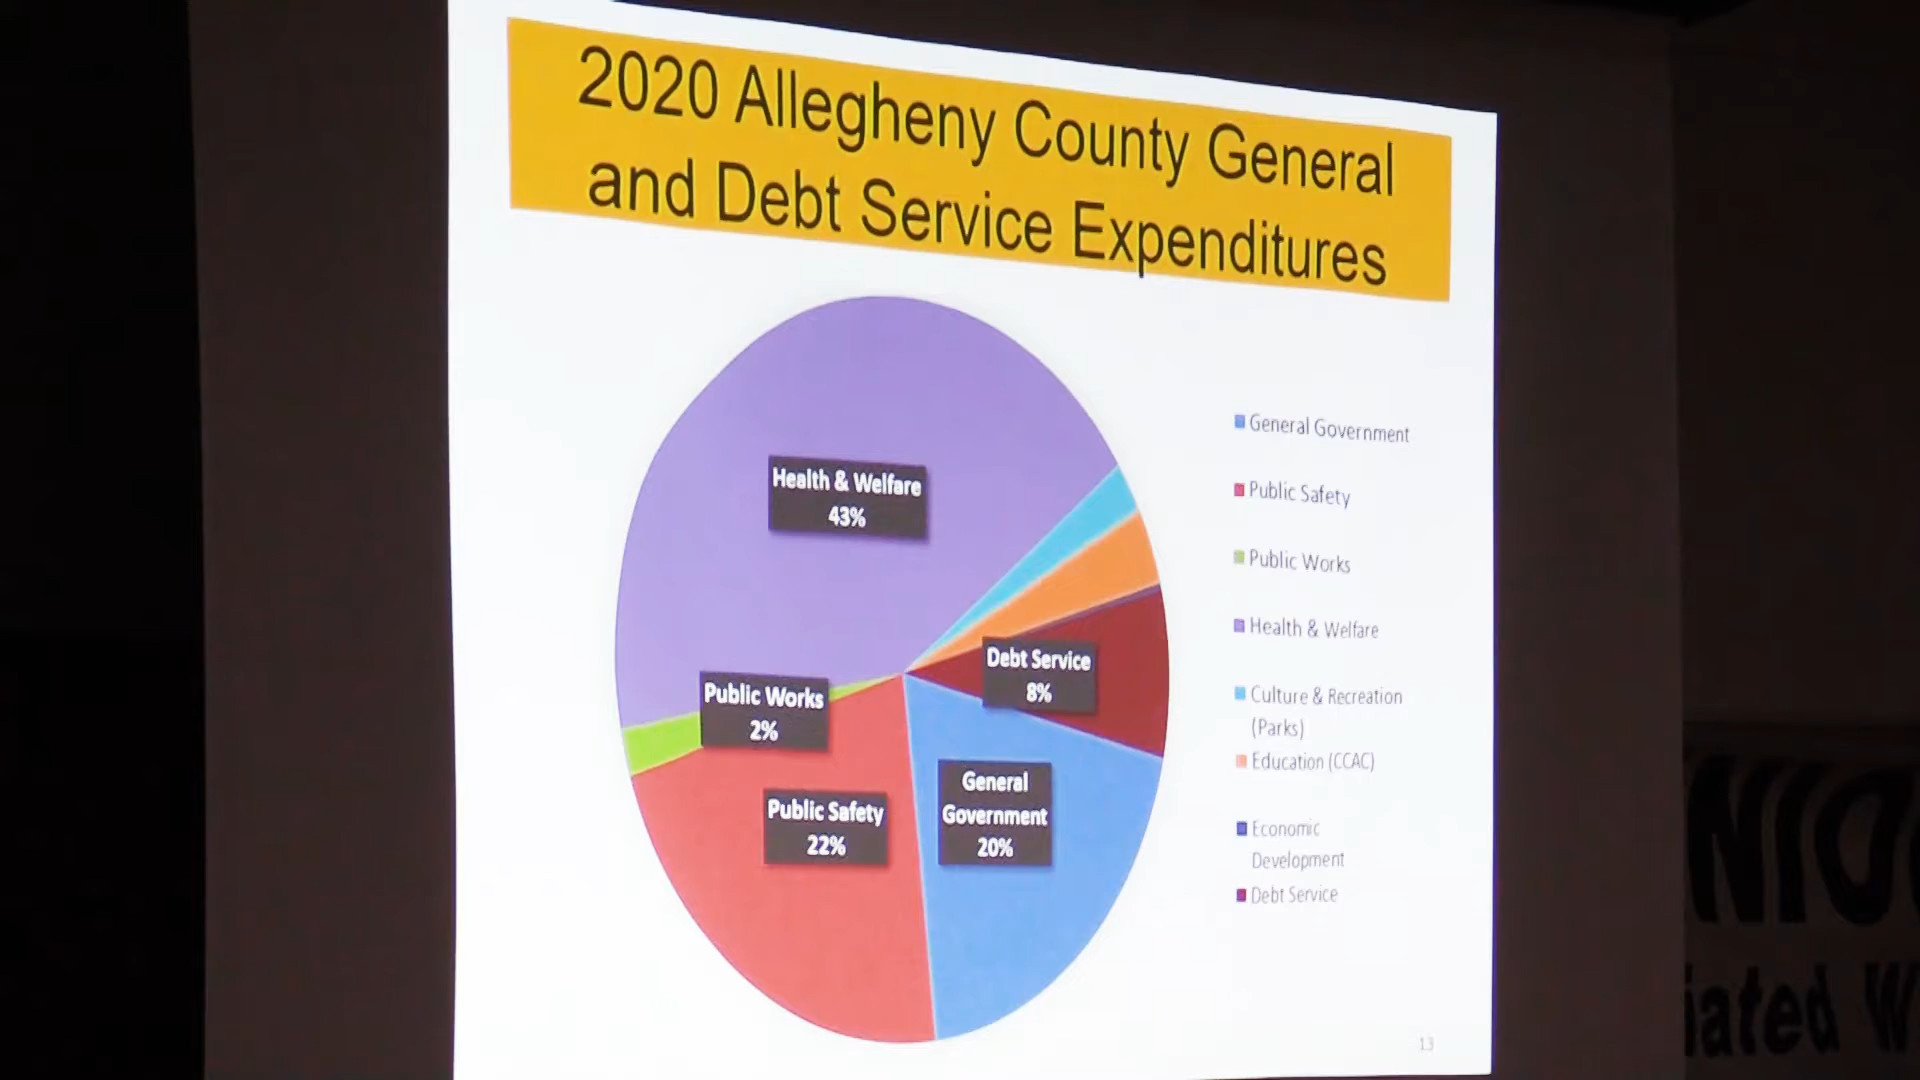 2020 Allegheny County General
and Debt Service Expenditures
Health & Welfare
43%
Debt Service
8%
Public Works
2%
Public Safety
22%
General
Government
20%
General Government
Public Safety
Public Works
Health & Welfare
Culture & Recreation
(Parks)
Education (CCAC)
Economic
Development
Debt Service
13